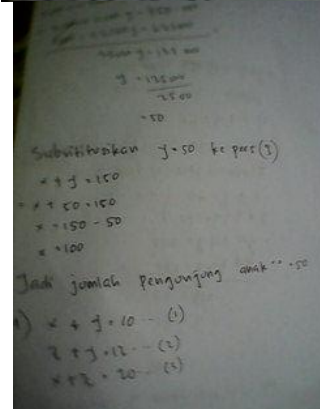 y = 125000
2500
= 50
Substitusikan y = 50 ke pers (1)
x + y = 150
= x + 50 = 150
x = 150 - 50
x = 100
Jadi jumlah pengunjung anak" = 50
) x + y = 10 ... (1)
z + y = 12 ... (2)
x + z = 20 ... (3)